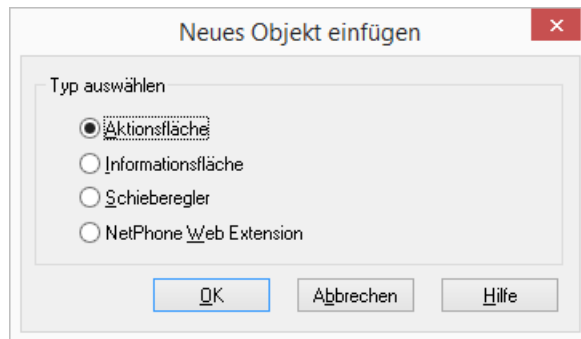 Neues Objekt einfügen
Typ auswählen
Aktionsfläche
Informationsfläche
Schieberegler
NetPhone Web Extension
OK Abbrechen Hilfe